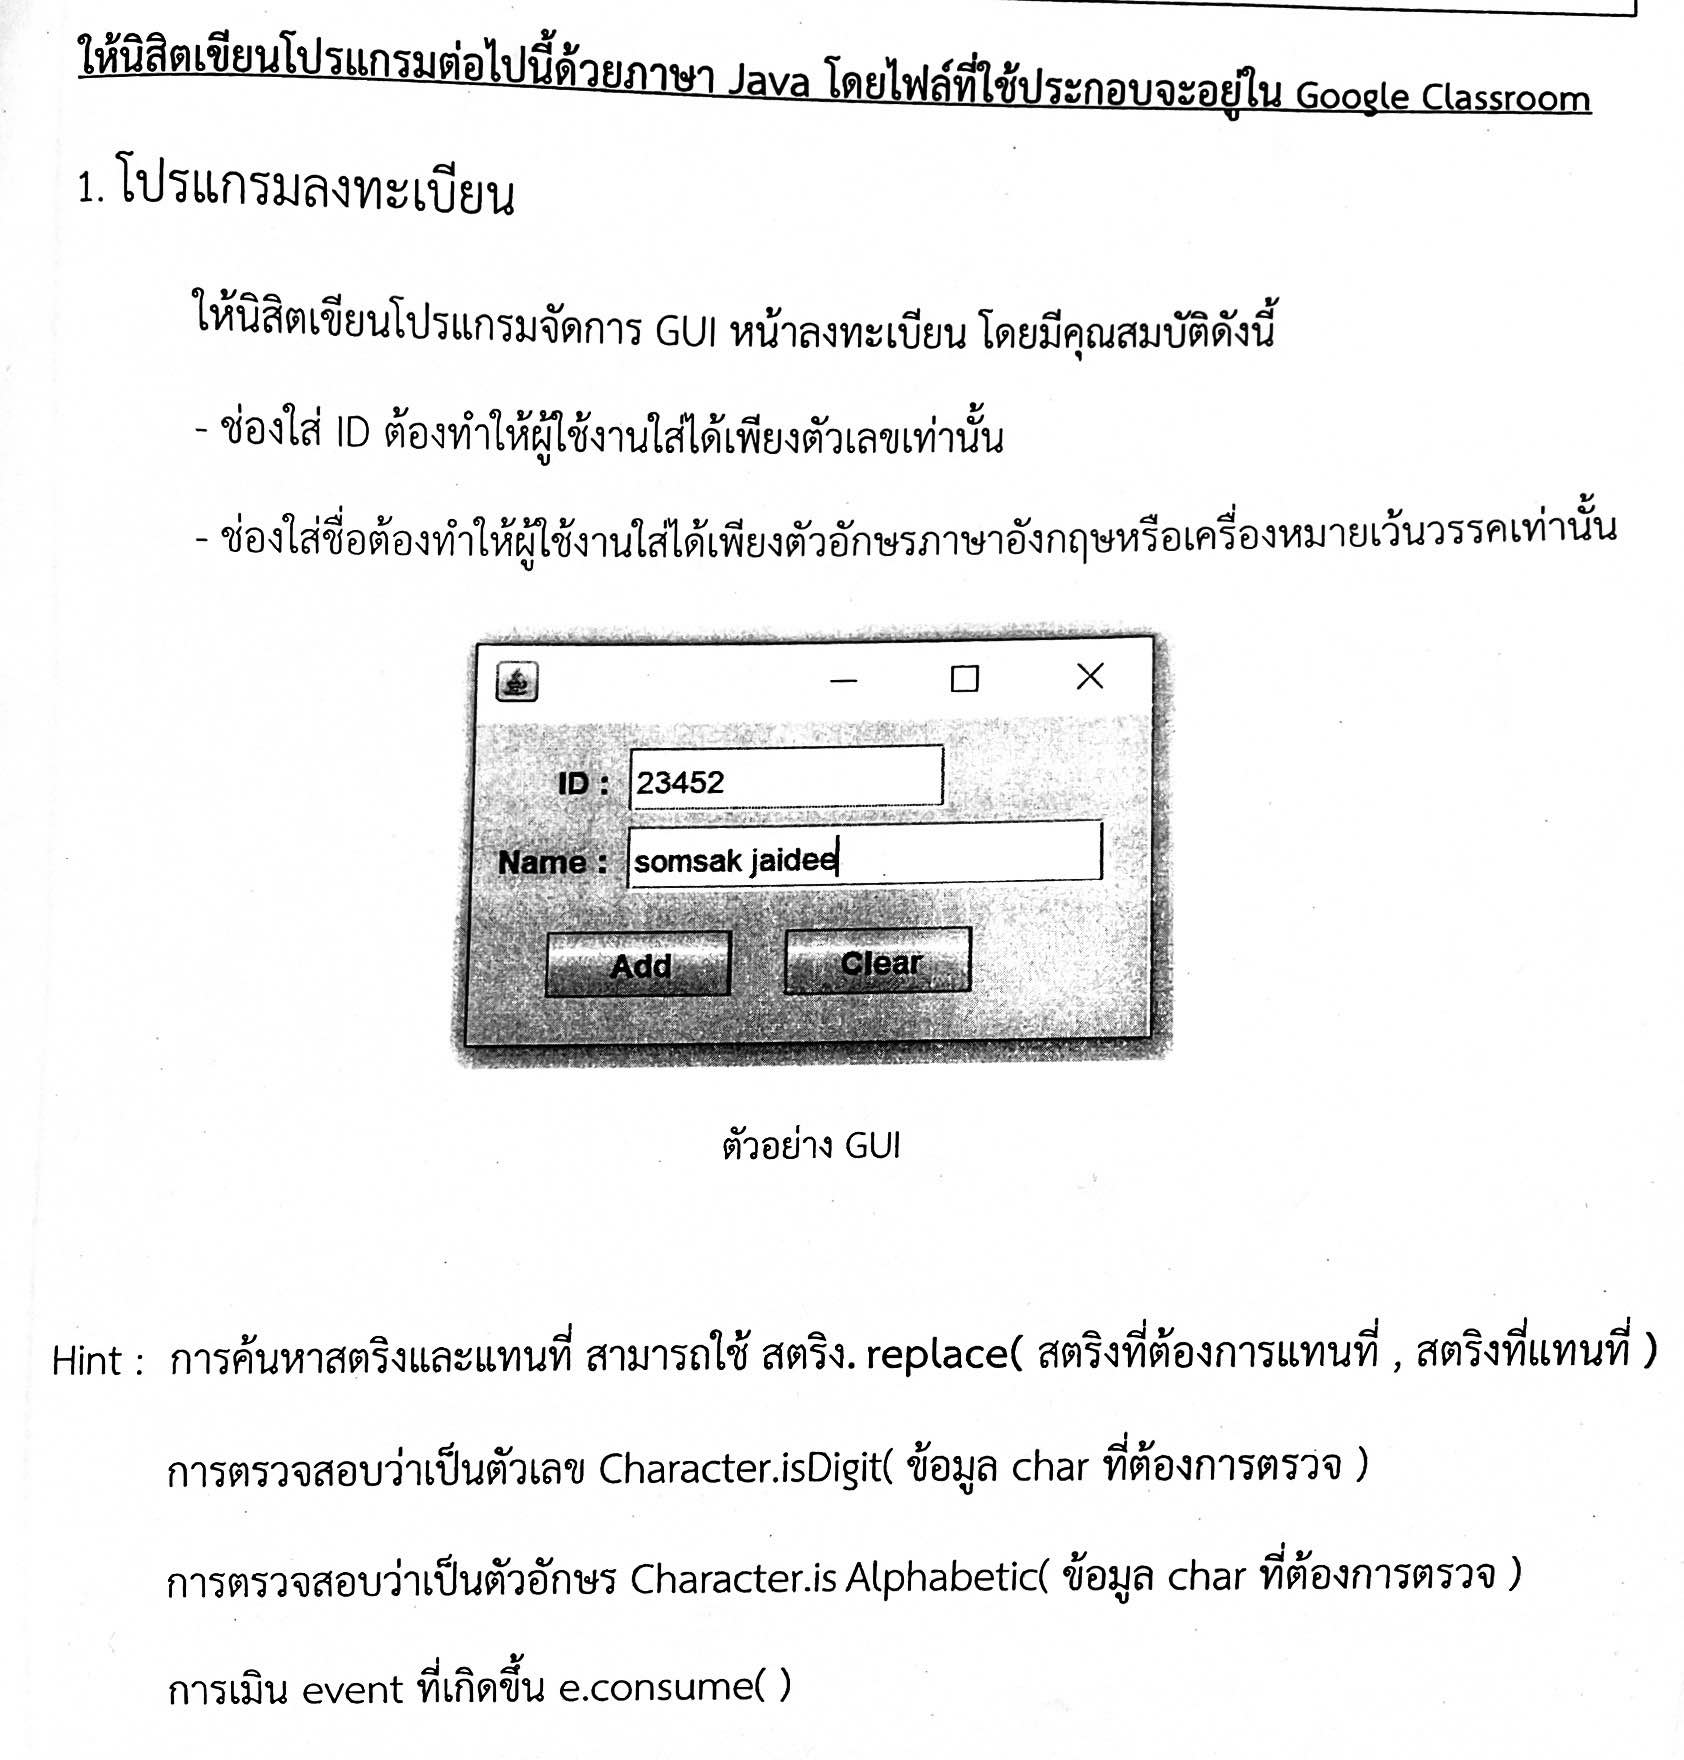 ให้นิสิตเขียนโปรแกรมต่อไปนี้ด้วยภาษา Java โดยไฟล์ที่ใช้ประกอบจะอยู่ใน Google Classroom
1. โปรแกรมลงทะเบียน
ให้นิสิตเขียนโปรแกรมจัดการ GUI หน้าลงทะเบียน โดยมีคุณสมบัติดังนี้
- ช่องใส่ ID ต้องทำให้ผู้ใช้งานใส่ได้เพียงตัวเลขเท่านั้น
- ช่องใส่ชื่อต้องทำให้ผู้ใช้งานใส่ได้เพียงตัวอักษรภาษาอังกฤษหรือเครื่องหมายเว้นวรรคเท่านั้น
ID : 23452
Name : somsak jaidee
Add Clear
ตัวอย่าง GUI
Hint : การค้นหาสตริงและแทนที่ สามารถใช้ สตริง. replace( สตริงที่ต้องการแทนที่ , สตริงที่แทนที่ )
การตรวจสอบว่าเป็นตัวเลข Character.isDigit( ข้อมูล char ที่ต้องการตรวจ )
การตรวจสอบว่าเป็นตัวอักษร Character.is Alphabetic( ข้อมูล char ที่ต้องการตรวจ )
การเมิน event ที่เกิดขึ้น e.consume( )